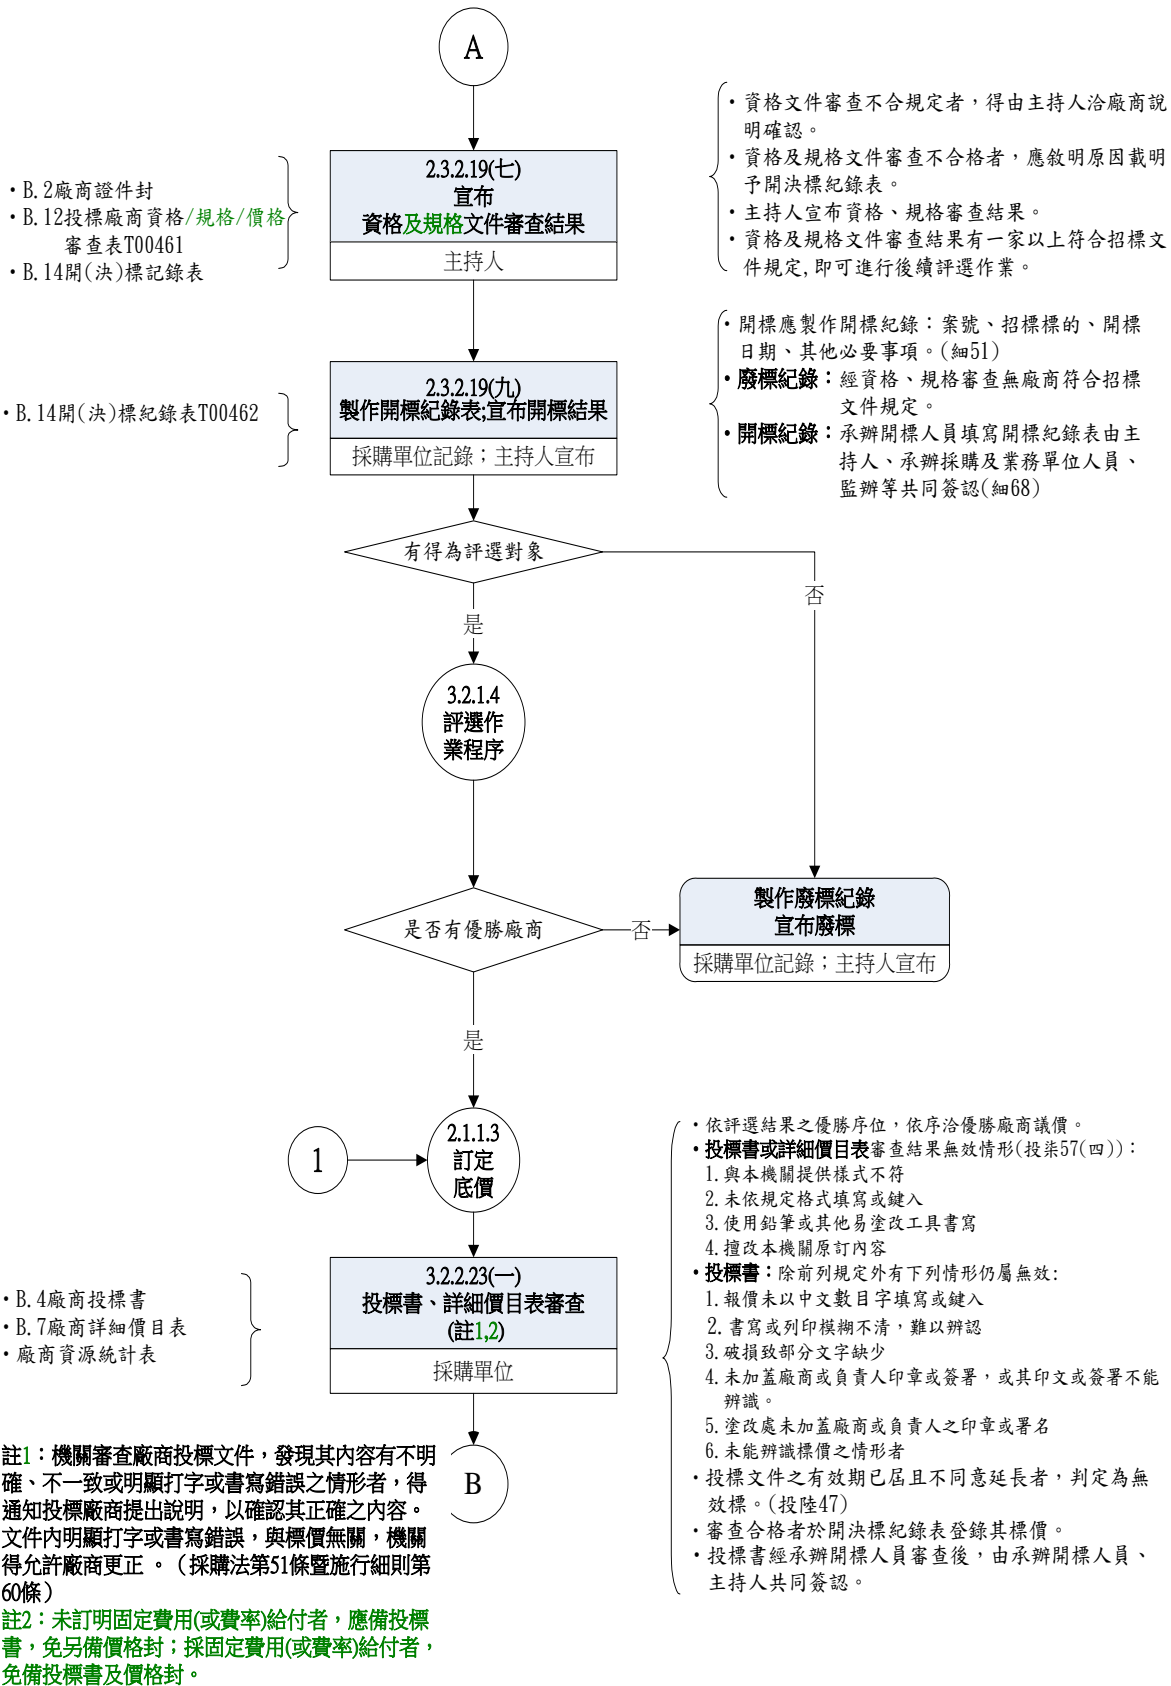 A
・B.2廠商證件封
・B.12投標廠商資格/規格/價格
審查表T00461
・B.14開(決)標記錄表
2.3.2.19(七)
宣布
資格及規格文件審查結果
主持人
・資格文件審查不合規定者，得由主持人洽廠商說
明確認。
・資格及規格文件審查不合格者，應敘明原因載明
予開決標紀錄表。
・主持人宣布資格、規格審查結果。
・資格及規格文件審查結果有一家以上符合招標文
件規定,即可進行後續評選作業。
・B.14開(決)標紀錄表T00462
2.3.2.19(九)
製作開標紀錄表;宣布開標結果
採購單位記錄；主持人宣布
・開標應製作開標紀錄：案號、招標標的、開標
日期、其他必要事項。(細51)
・廢標紀錄：經資格、規格審查無廠商符合招標
文件規定。
・開標紀錄：承辦開標人員填寫開標紀錄表由主
持人、承辦採購及業務單位人員、
監辦等共同簽認(細68)
有得為評選對象
否
是
3.2.1.4
評選作
業程序
是否有優勝廠商
否
製作廢標紀錄
宣布廢標
採購單位記錄；主持人宣布
是
1
2.1.1.3
訂定
底價
・B.4廠商投標書
・B.7廠商詳細價目表
・廠商資源統計表
3.2.2.23(一)
投標書、詳細價目表審查
(註1,2)
採購單位
・依評選結果之優勝序位，依序洽優勝廠商議價。
・投標書或詳細價目表審查結果無效情形(投柒57(四))：
1.與本機關提供樣式不符
2.未依規定格式填寫或鍵入
3.使用鉛筆或其他易塗改工具書寫
4.擅改本機關原訂內容
・投標書：除前列規定外有下列情形仍屬無效:
1.報價未以中文數目字填寫或鍵入
2.書寫或列印模糊不清，難以辨認
3.破損致部分文字缺少
4.未加蓋廠商或負責人印章或簽署，或其印文或簽署不能
辨識。
5.塗改處未加蓋廠商或負責人之印章或署名
6.未能辨識標價之情形者
・投標文件之有效期已屆且不同意延長者，判定為無
效標。(投陸47)
・審查合格者於開決標紀錄表登錄其標價。
・投標書經承辦開標人員審查後，由承辦開標人員、
主持人共同簽認。
B
註1：機關審查廠商投標文件，發現其內容有不明
確、不一致或明顯打字或書寫錯誤之情形者，得
通知投標廠商提出說明，以確認其正確之內容。
文件內明顯打字或書寫錯誤，與標價無關，機關
得允許廠商更正 。（採購法第51條暨施行細則第
60條）
註2：未訂明固定費用(或費率)給付者，應備投標
書，免另備價格封；採固定費用(或費率)給付者，
免備投標書及價格封。